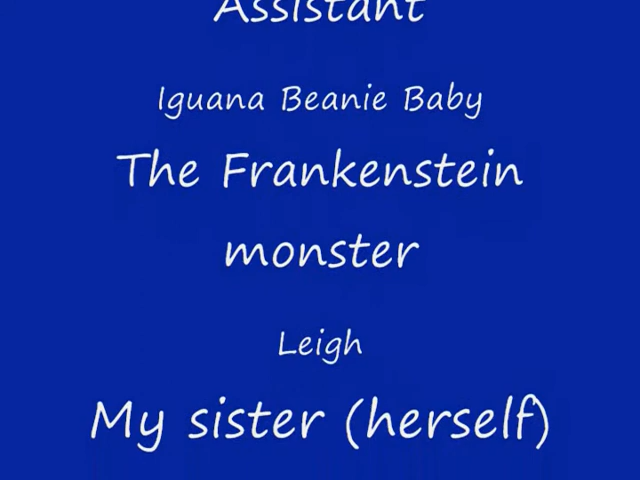 Assistant
Iguana Beanie Baby
The Frankenstein
monster
Leigh
My sister (herself)